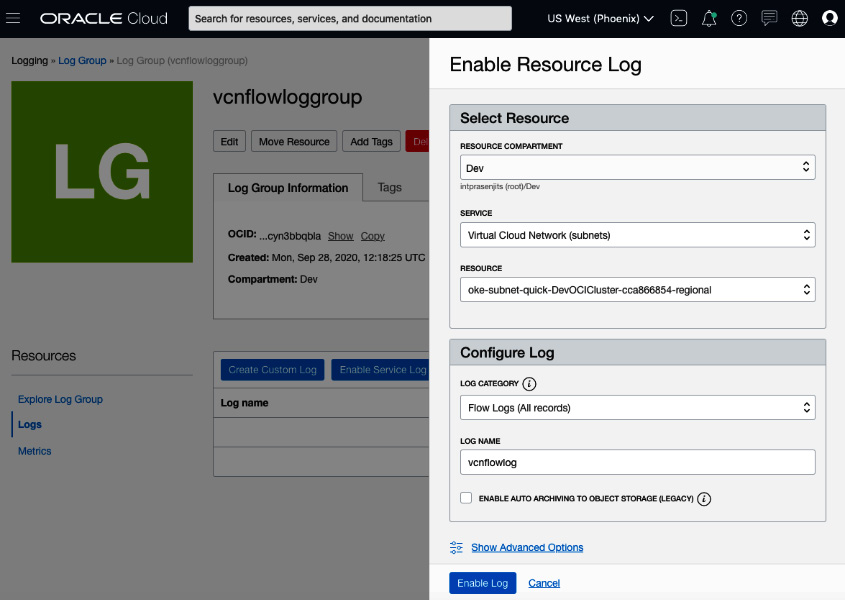 ORACLE Cloud
Search for resources, services, and documentation
US West (Phoenix)
Logging » Log Group » Log Group (vcnflowloggroup)
LG
vcnflowloggroup
Edit
Move Resource
Add Tags
Log Group Information
Tags
OCID: ...cyn3bbqbla Show Copy
Created: Mon, Sep 28, 2020, 12:18:25 UTC
Compartment: Dev
Resources
Explore Log Group
Logs
Metrics
Create Custom Log
Enable Service Log
Log name
Enable Resource Log
Select Resource
RESOURCE COMPARTMENT
Dev
intprasenjits (root)/Dev
SERVICE
Virtual Cloud Network (subnets)
RESOURCE
oke-subnet-quick-DevOCICluster-cca866854-regional
Configure Log
LOG CATEGORY
Flow Logs (All records)
LOG NAME
vcnflowlog
ENABLE AUTO ARCHIVING TO OBJECT STORAGE (LEGACY)
Show Advanced Options
Enable Log
Cancel